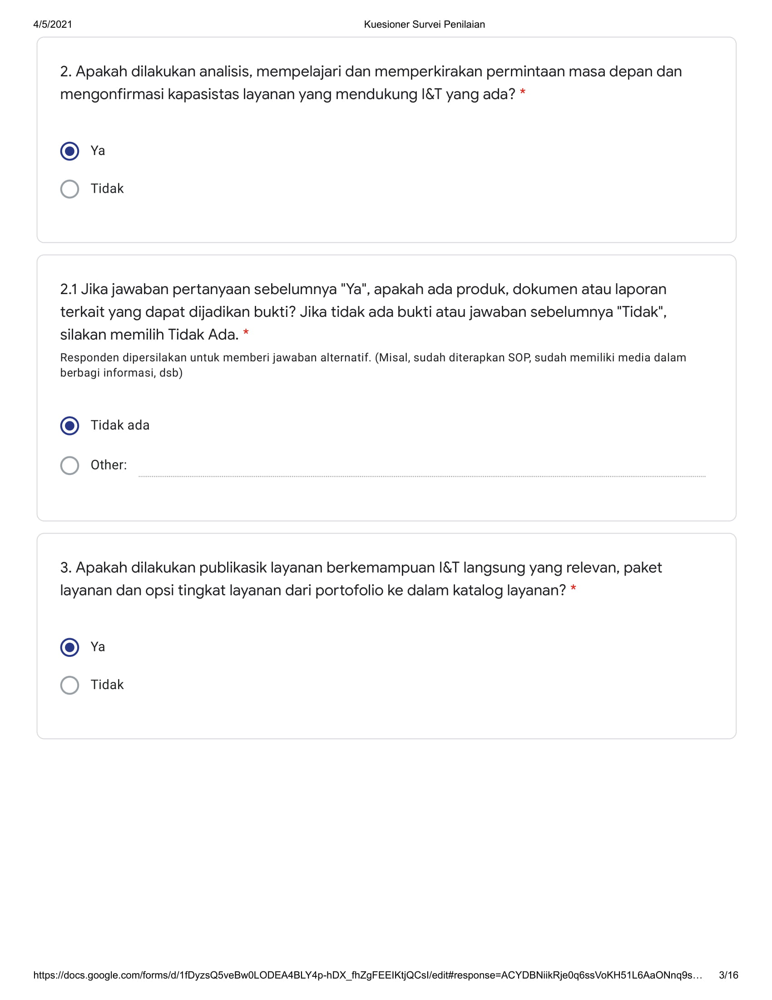 4/5/2021 Kuesioner Survei Penilaian
2. Apakah dilakukan analisis, mempelajari dan memperkirakan permintaan masa depan dan
mengonfirmasi kapasistas layanan yang mendukung I&T yang ada? *
Ya
Tidak
2.1 Jika jawaban pertanyaan sebelumnya "Ya", apakah ada produk, dokumen atau laporan
terkait yang dapat dijadikan bukti? Jika tidak ada bukti atau jawaban sebelumnya "Tidak",
silakan memilih Tidak Ada. *
Responden dipersilakan untuk memberi jawaban alternatif. (Misal, sudah diterapkan SOP, sudah memiliki media dalam
berbagi informasi, dsb)
Tidak ada
Other:
3. Apakah dilakukan publikasik layanan berkemampuan I&T langsung yang relevan, paket
layanan dan opsi tingkat layanan dari portofolio ke dalam katalog layanan? *
Ya
Tidak
https://docs.google.com/forms/d/1fDyzsQ5veBw0LODEA4BLY4p-hDX_fhZgFEEIKtjQCsI/edit#response=ACYDBNiikRje0q6ssVoKH51L6AaONnq9s… 3/16